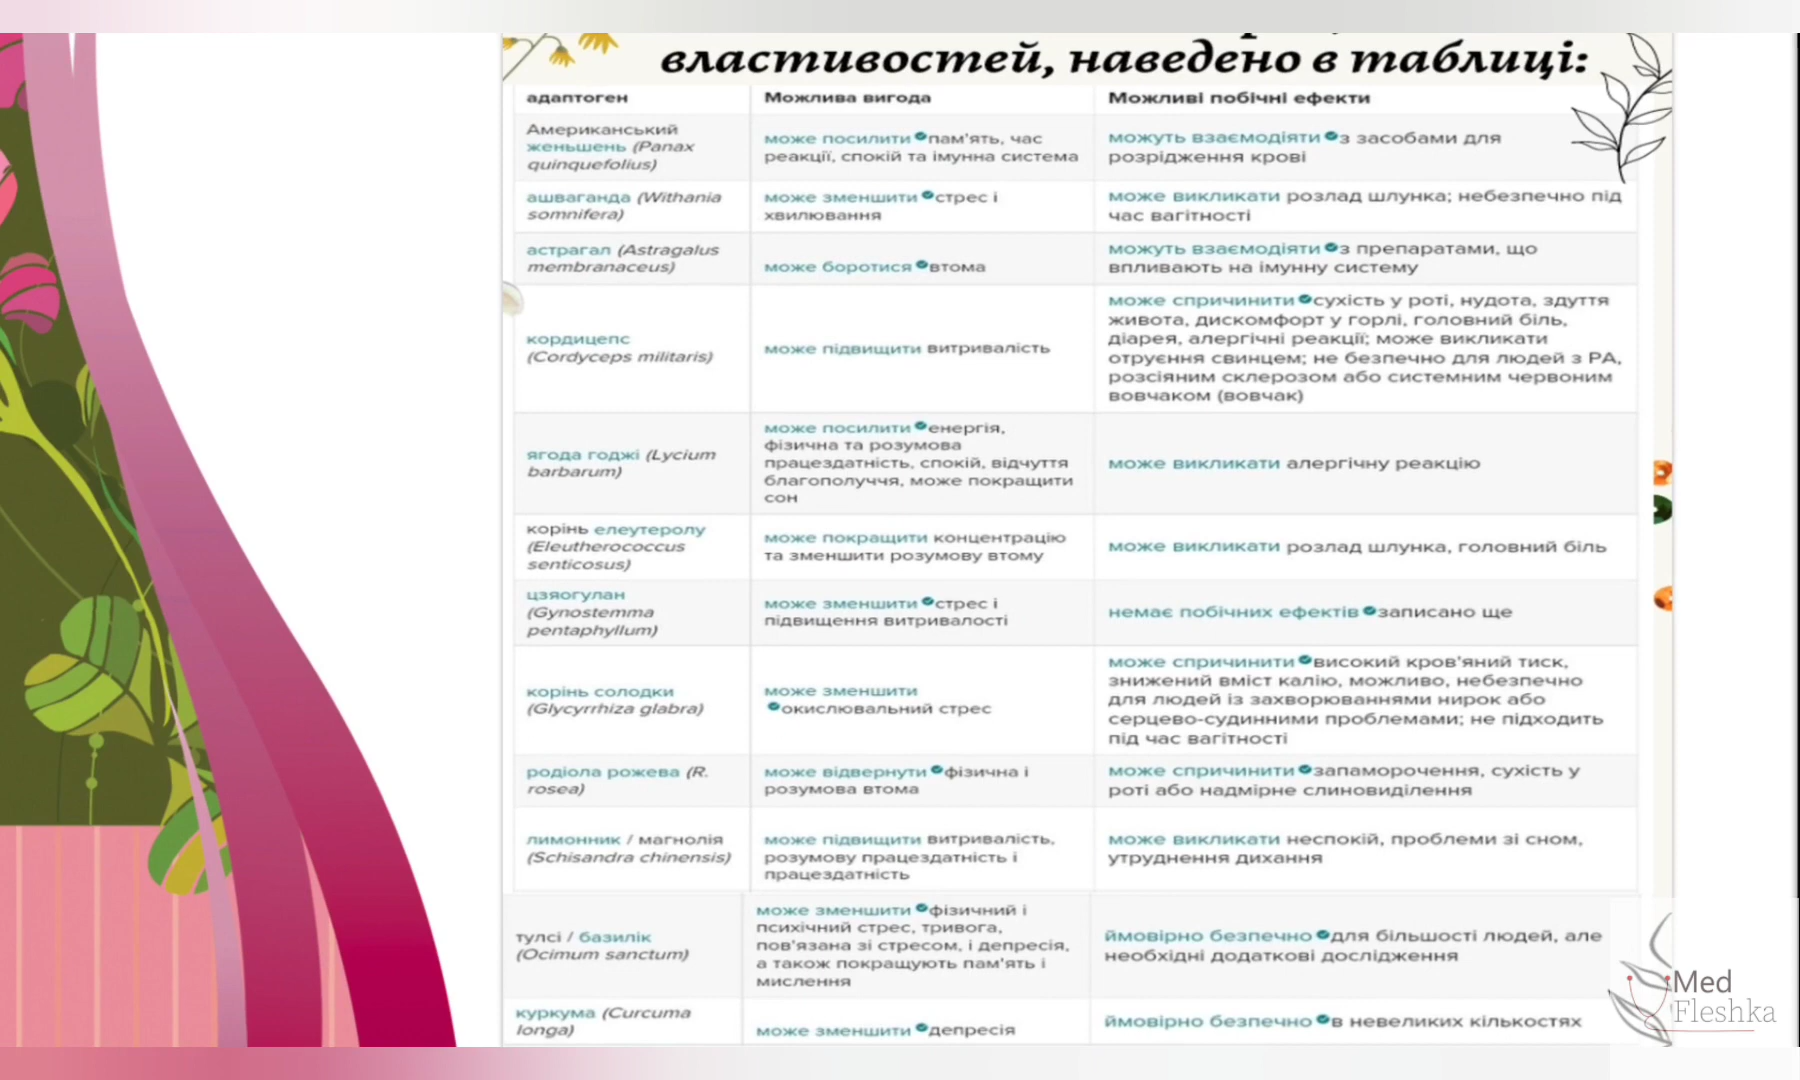 властивостей, наведено в таблиці:
адаптоген
Можлива вигода
Можливі побічні ефекти
Американський
женьшень (Panax
quinquefolius)
може посилити пам'ять, час
реакції, спокій та імунна система
можуть взаємодіяти з засобами для
розрідження крові
ашваганда (Withania
somnifera)
може зменшити стрес і
хвилювання
може викликати розлад шлунка; небезпечно під
час вагітності
астрагал (Astragalus
membranaceus)
може боротися втома
можуть взаємодіяти з препаратами, що
впливають на імунну систему
кордицепс
(Cordyceps militaris)
може підвищити витривалість
може спричинити сухість у роті, нудота, здуття
живота, дискомфорт у горлі, головний біль,
діарея, алергічні реакції; може викликати
отруєння свинцем; не безпечно для людей з РА,
розсіяним склерозом або системним червоним
вовчаком (вовчак)
ягода годжі (Lycium
barbarum)
може посилити енергія,
фізична та розумова
працездатність, спокій, відчуття
благополуччя, може покращити
сон
може викликати алергічну реакцію
корінь елеутеролу
(Eleutherococcus
senticosus)
може покращити концентрацію
та зменшити розумову втому
може викликати розлад шлунка, головний біль
цзяогулан
(Gynostemma
pentaphyllum)
може зменшити стрес і
підвищення витривалості
немає побічних ефектів записано ще
корінь солодки
(Glycyrrhiza glabra)
може зменшити
окислювальний стрес
може спричинити високий кров'яний тиск,
знижений вміст калію, можливо, небезпечно
для людей із захворюваннями нирок або
серцево-судинними проблемами; не підходить
під час вагітності
родіола рожева (R.
rosea)
може відвернути фізична і
розумова втома
може спричинити запаморочення, сухість у
роті або надмірне слиновиділення
лимонник / магнолія
(Schisandra chinensis)
може підвищити витривалість,
розумову працездатність і
працездатність
може викликати неспокій, проблеми зі сном,
утруднення дихання
тулсі / базилік
(Ocimum sanctum)
може зменшити фізичний і
психічний стрес, тривога,
пов'язана зі стресом, і депресія,
а також покращують пам'ять і
мислення
ймовірно безпечно для більшості людей, але
необхідні додаткові дослідження
куркума (Curcuma
longa)
може зменшити депресія
ймовірно безпечно в невеликих кількостях
Med
Fleshka